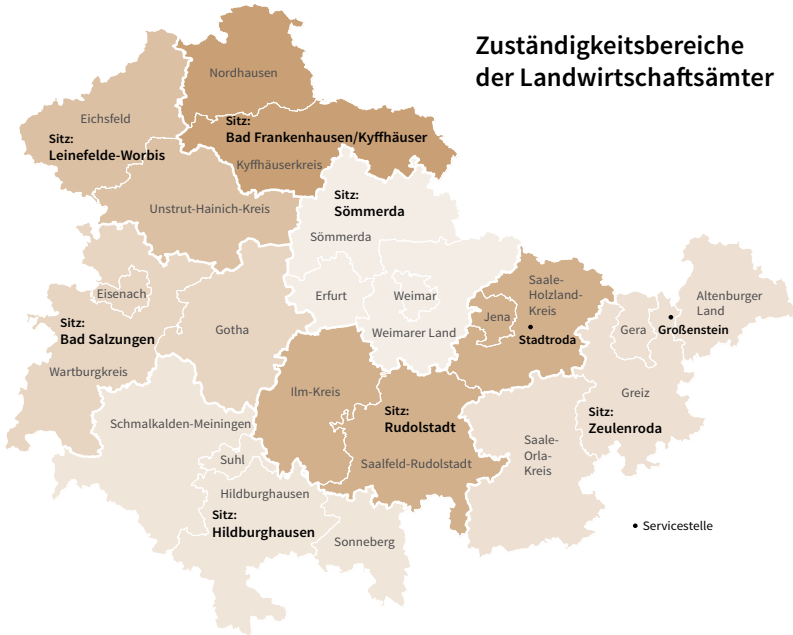 Zuständigkeitsbereiche
der Landwirtschaftsämter
Nordhausen
Eichsfeld
Sitz:
Leinefelde-Worbis
Sitz:
Bad Frankenhausen/Kyffhäuser
Kyffhäuserkreis
Unstrut-Hainich-Kreis
Sitz:
Sömmerda
Sömmerda
Erfurt
Weimar
Weimarer Land
Eisenach
Sitz:
Bad Salzungen
Wartburgkreis
Gotha
Saale-
Holzland-
Kreis
Jena
Stadtroda
Altenburger
Land
Gera
Großenstein
Greiz
Sitz:
Zeulenroda
Ilm-Kreis
Sitz:
Rudolstadt
Saalfeld-Rudolstadt
Saale-
Orla-
Kreis
Schmalkalden-Meiningen
Suhl
Hildburghausen
Sitz:
Hildburghausen
Sonneberg
• Servicestelle